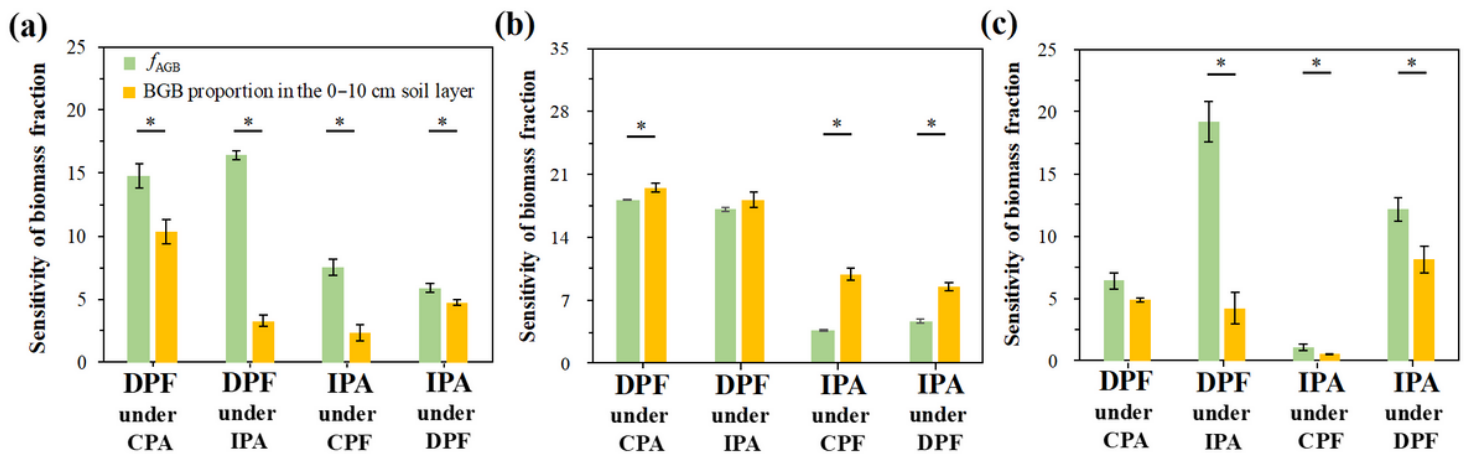 (a)
Sensitivity of biomass fraction
25
20
15
10
5
0
fAGB
BGB proportion in the 0–10 cm soil layer
*
*
*
*
DPF
under
CPA
DPF
under
IPA
IPA
under
CPF
IPA
under
DPF
(b)
Sensitivity of biomass fraction
35
28
21
14
7
0
*
*
*
DPF
under
CPA
DPF
under
IPA
IPA
under
CPF
IPA
under
DPF
(c)
Sensitivity of biomass fraction
25
20
15
10
5
0
*
*
*
DPF
under
CPA
DPF
under
IPA
IPA
under
CPF
IPA
under
DPF